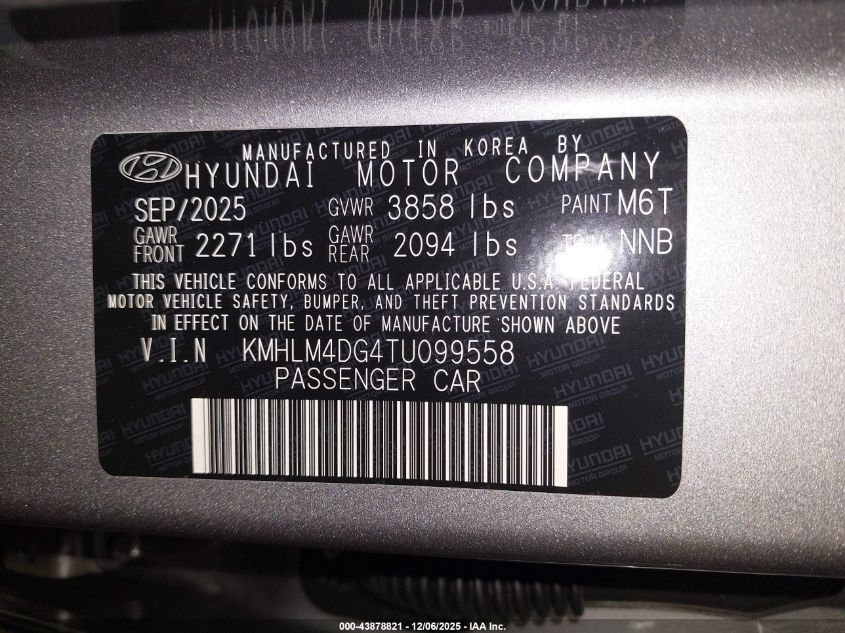 MANUFACTURED IN KOREA BY
HYUNDAI MOTOR COMPANY
SEP/2025 GVWR 3858 lbs PAINT M6T
GAWR FRONT 2271 lbs GAWR REAR 2094 lbs TRIM NNB
THIS VEHICLE CONFORMS TO ALL APPLICABLE U.S.A. FEDERAL
MOTOR VEHICLE SAFETY, BUMPER, AND THEFT PREVENTION STANDARDS
IN EFFECT ON THE DATE OF MANUFACTURE SHOWN ABOVE
V.I.N KMHLM4DG4TU099558
PASSENGER CAR
000-43878821 - 12/06/2025 - IAA Inc.